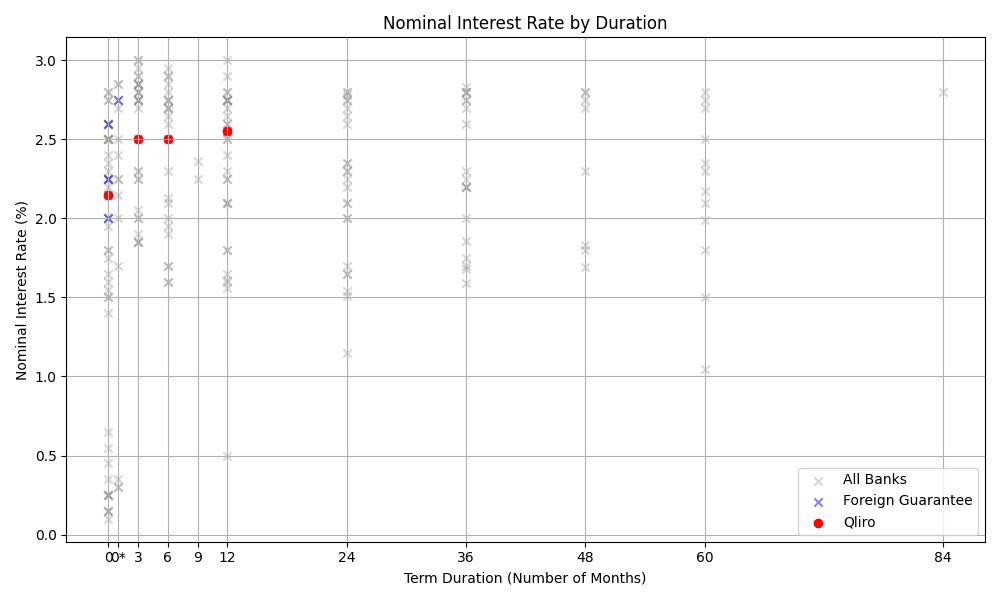 Nominal Interest Rate by Duration
Nominal Interest Rate (%)
3.0
2.5
2.0
1.5
1.0
0.5
0.0
All Banks
Foreign Guarantee
Qliro
0 0* 3 6 9 12 24 36 48 60 84
Term Duration (Number of Months)